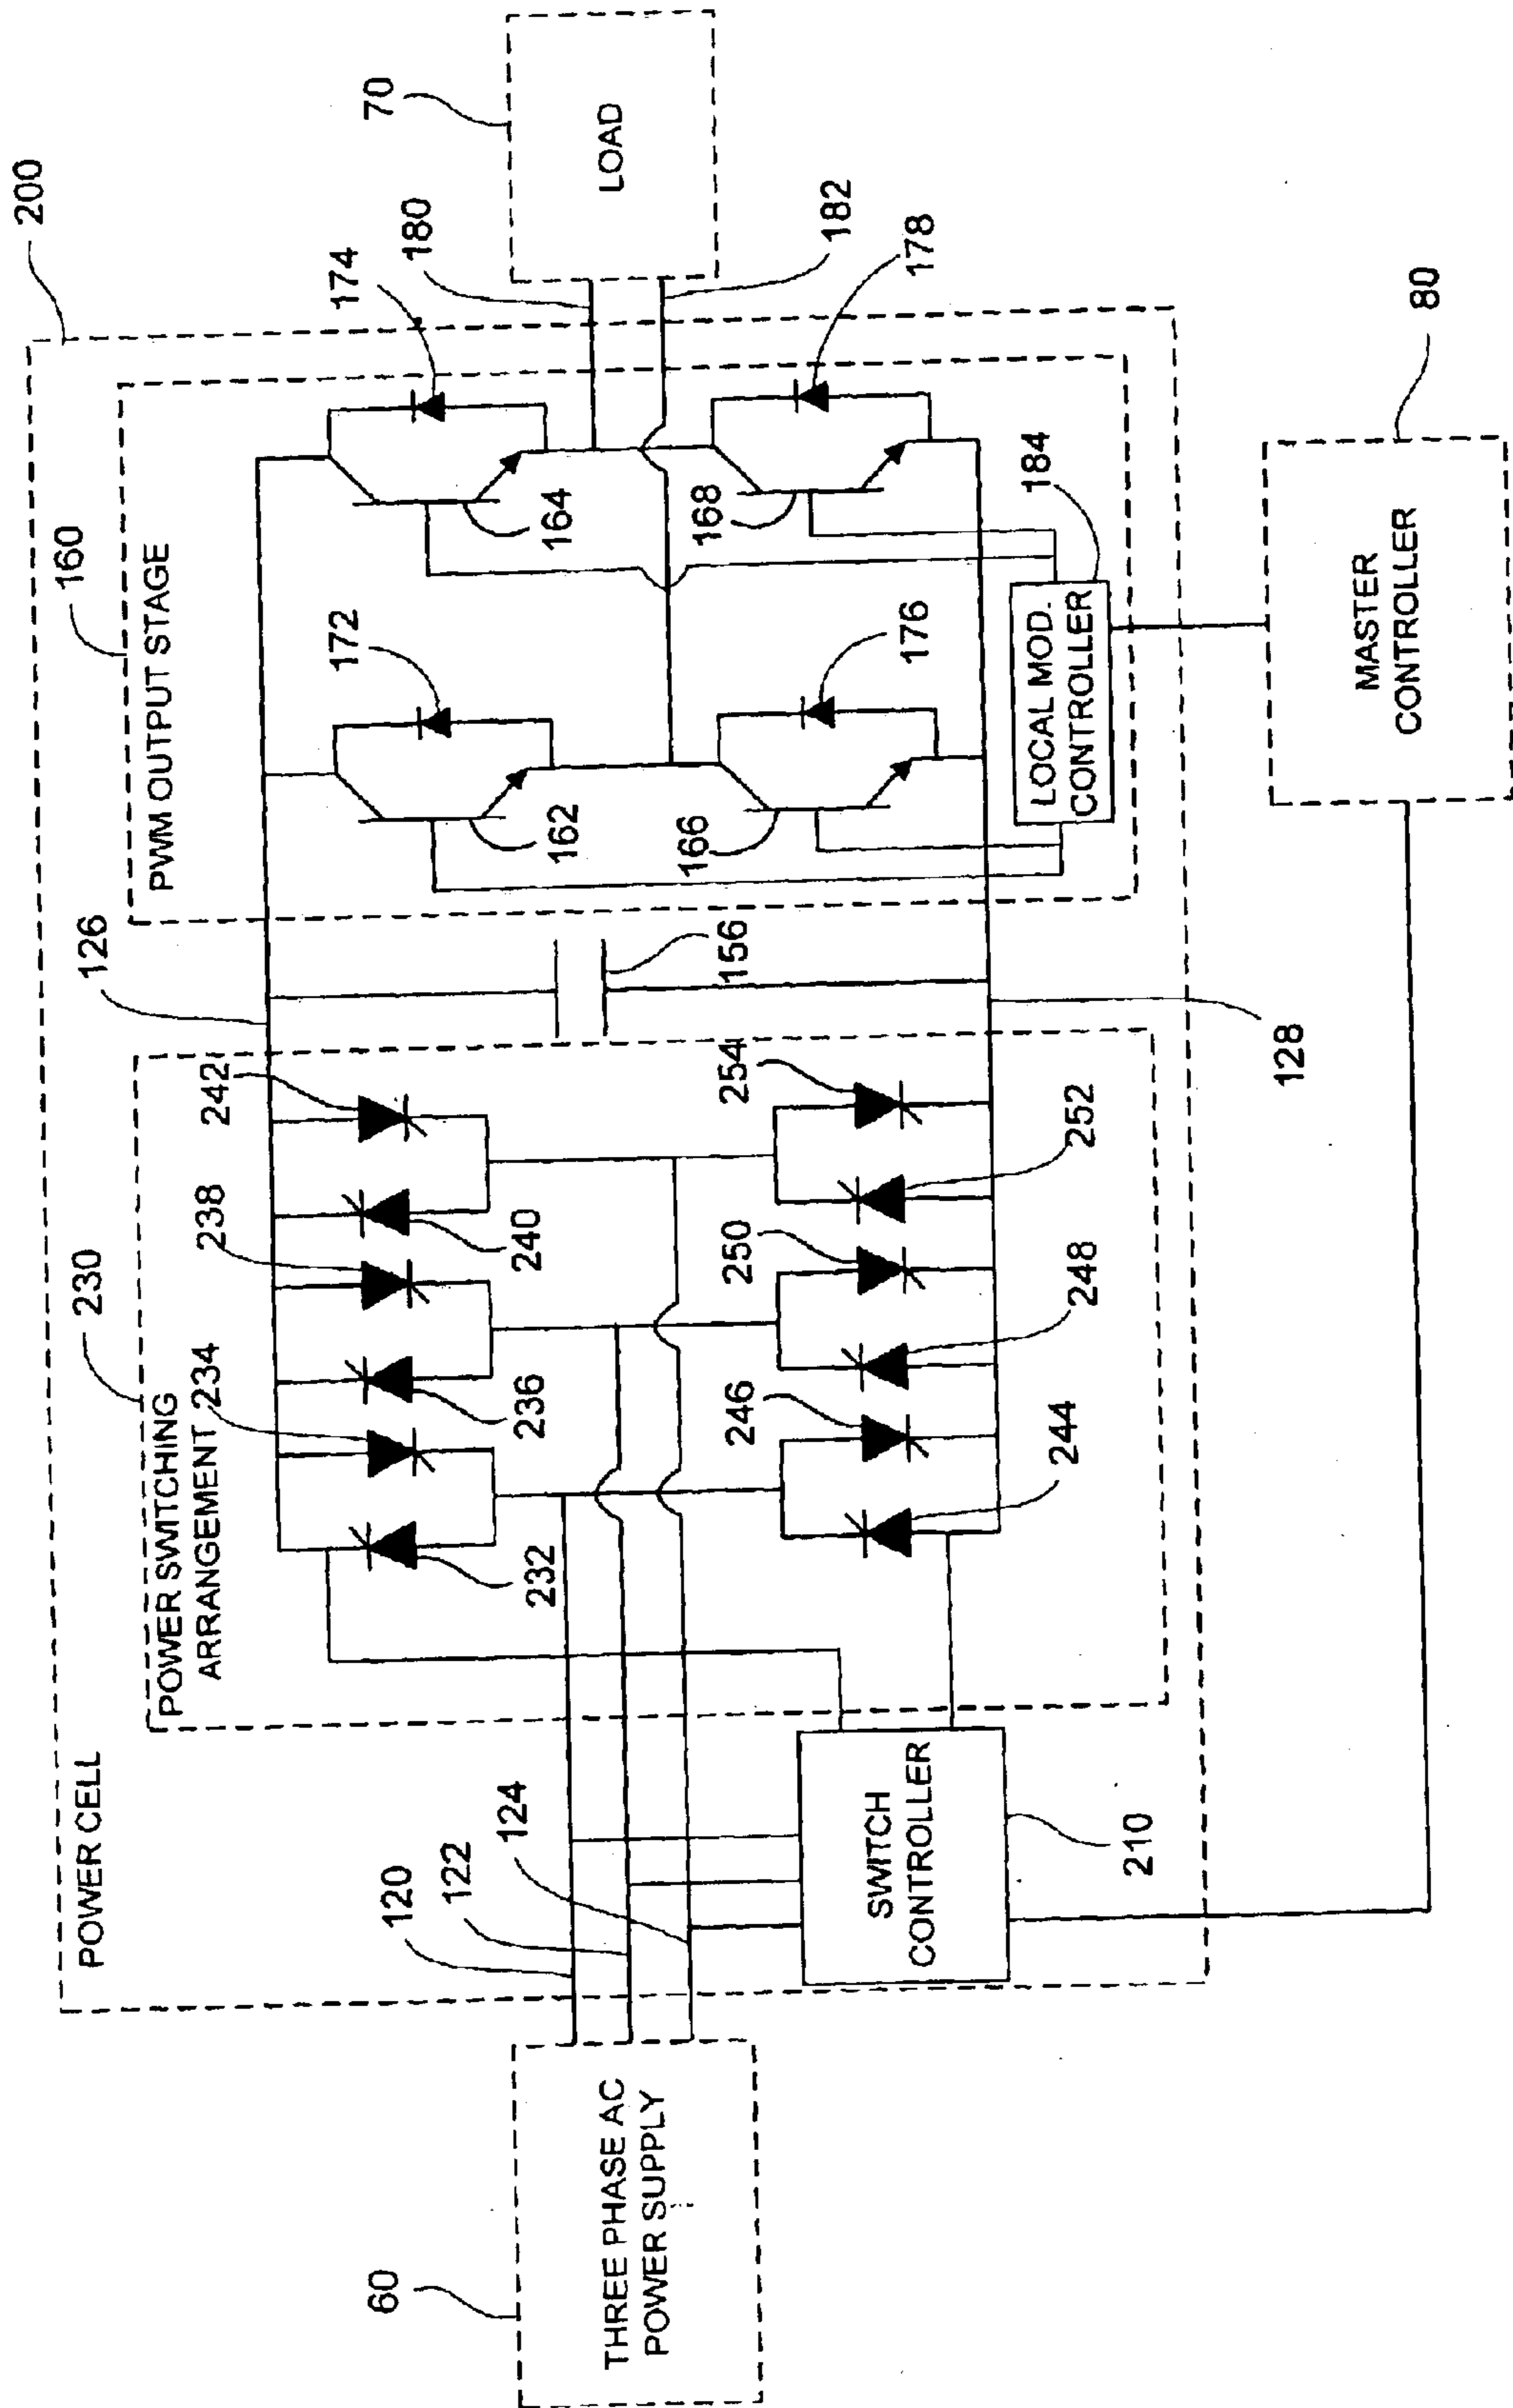 200
160
POWER CELL
230
POWER SWITCHING
ARRANGEMENT
234
238
242
126
PWM OUTPUT STAGE
172
174
70
LOAD
180
182
232
236
240
156
162
164
60
THREE PHASE AC
POWER SUPPLY
120
122
124
246
250
254
166
168
176
178
244
248
252
SWITCH
CONTROLLER
210
128
LOCAL MOD.
CONTROLLER
184
MASTER
CONTROLLER
80